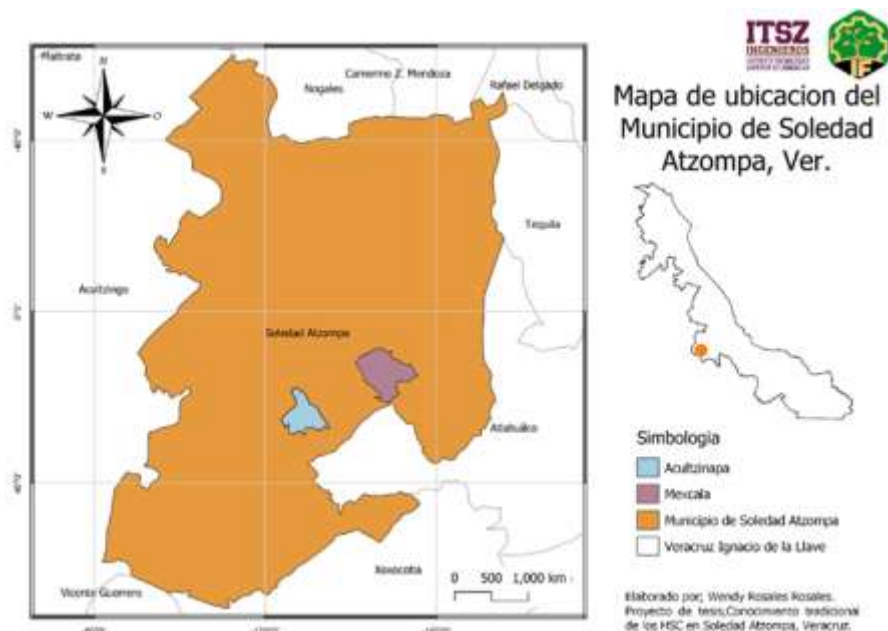 ITSZ
INGENIEROS
IF
Mapa de ubicacion del
Municipio de Soledad
Atzompa, Ver.
Maltrata
Nogales
Camerino Z. Mendoza
Rafael Delgado
N
W
O
S
Tequila
Acultzingo
Soledad Atzompa
Atlahuilco
Xoxocotla
Vicente Guerrero
0 500 1,000 km
Simbologia
Acultzinapa
Mexcala
Municipio de Soledad Atzompa
Veracruz Ignacio de la Llave
Elaborado por; Wendy Rosales Rosales.
Proyecto de tesis;Conocimiento tradicional
de los HSC en Soledad Atzompa, Veracruz.